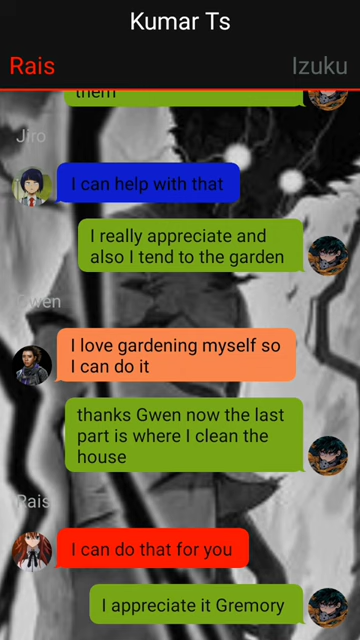 Kumar Ts
Rais
Izuku
them
Jiro
I can help with that
I really appreciate and
also I tend to the garden
Gwen
I love gardening myself so
I can do it
thanks Gwen now the last
part is where I clean the
house
Rais
I can do that for you
I appreciate it Gremory